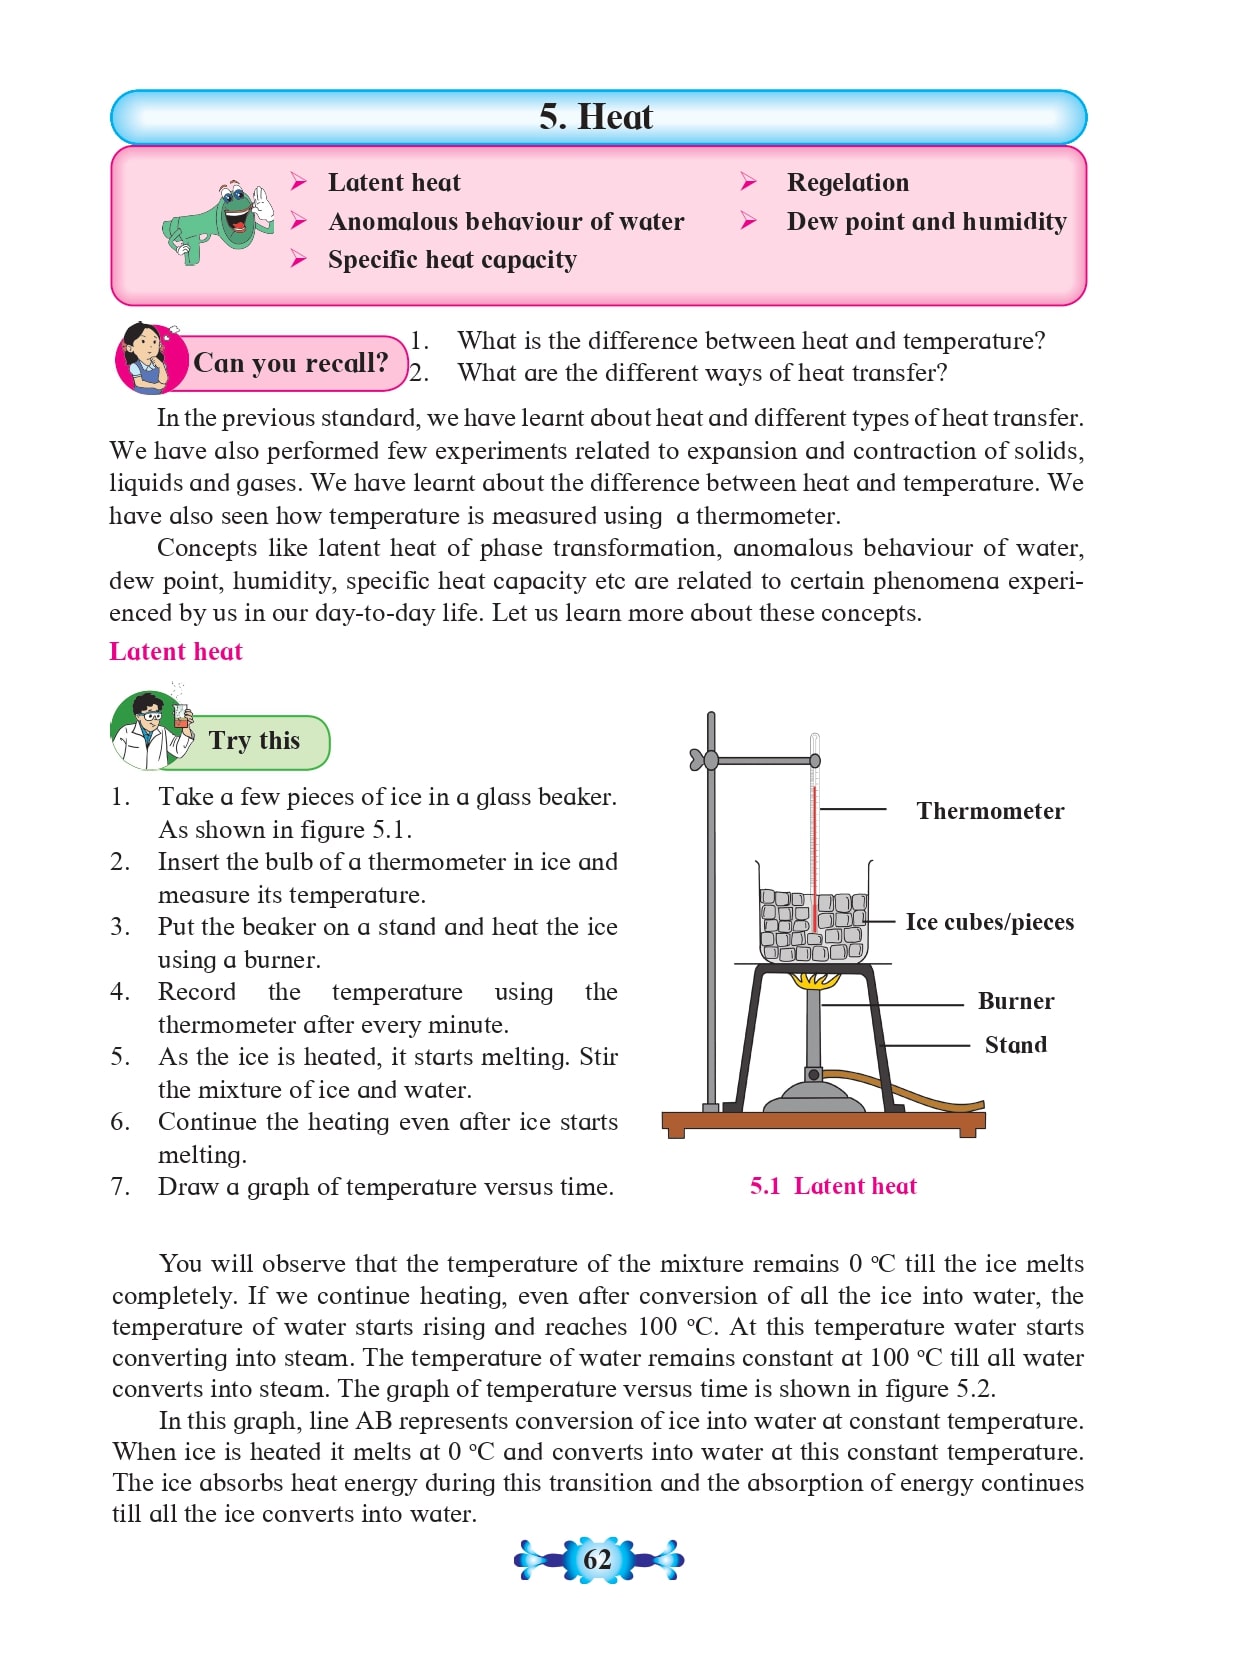 5. Heat
Latent heat
Anomalous behaviour of water
Specific heat capacity
Regelation
Dew point and humidity
Can you recall?
1. What is the difference between heat and temperature?
2. What are the different ways of heat transfer?
In the previous standard, we have learnt about heat and different types of heat transfer.
We have also performed few experiments related to expansion and contraction of solids,
liquids and gases. We have learnt about the difference between heat and temperature. We
have also seen how temperature is measured using a thermometer.
Concepts like latent heat of phase transformation, anomalous behaviour of water,
dew point, humidity, specific heat capacity etc are related to certain phenomena experi-
enced by us in our day-to-day life. Let us learn more about these concepts.
Latent heat
Try this
1. Take a few pieces of ice in a glass beaker.
As shown in figure 5.1.
2. Insert the bulb of a thermometer in ice and
measure its temperature.
3. Put the beaker on a stand and heat the ice
using a burner.
4. Record the temperature using the
thermometer after every minute.
5. As the ice is heated, it starts melting. Stir
the mixture of ice and water.
6. Continue the heating even after ice starts
melting.
7. Draw a graph of temperature versus time.
Thermometer
Ice cubes/pieces
Burner
Stand
5.1 Latent heat
You will observe that the temperature of the mixture remains 0 °C till the ice melts
completely. If we continue heating, even after conversion of all the ice into water, the
temperature of water starts rising and reaches 100 °C. At this temperature water starts
converting into steam. The temperature of water remains constant at 100 °C till all water
converts into steam. The graph of temperature versus time is shown in figure 5.2.
In this graph, line AB represents conversion of ice into water at constant temperature.
When ice is heated it melts at 0 °C and converts into water at this constant temperature.
The ice absorbs heat energy during this transition and the absorption of energy continues
till all the ice converts into water.
62